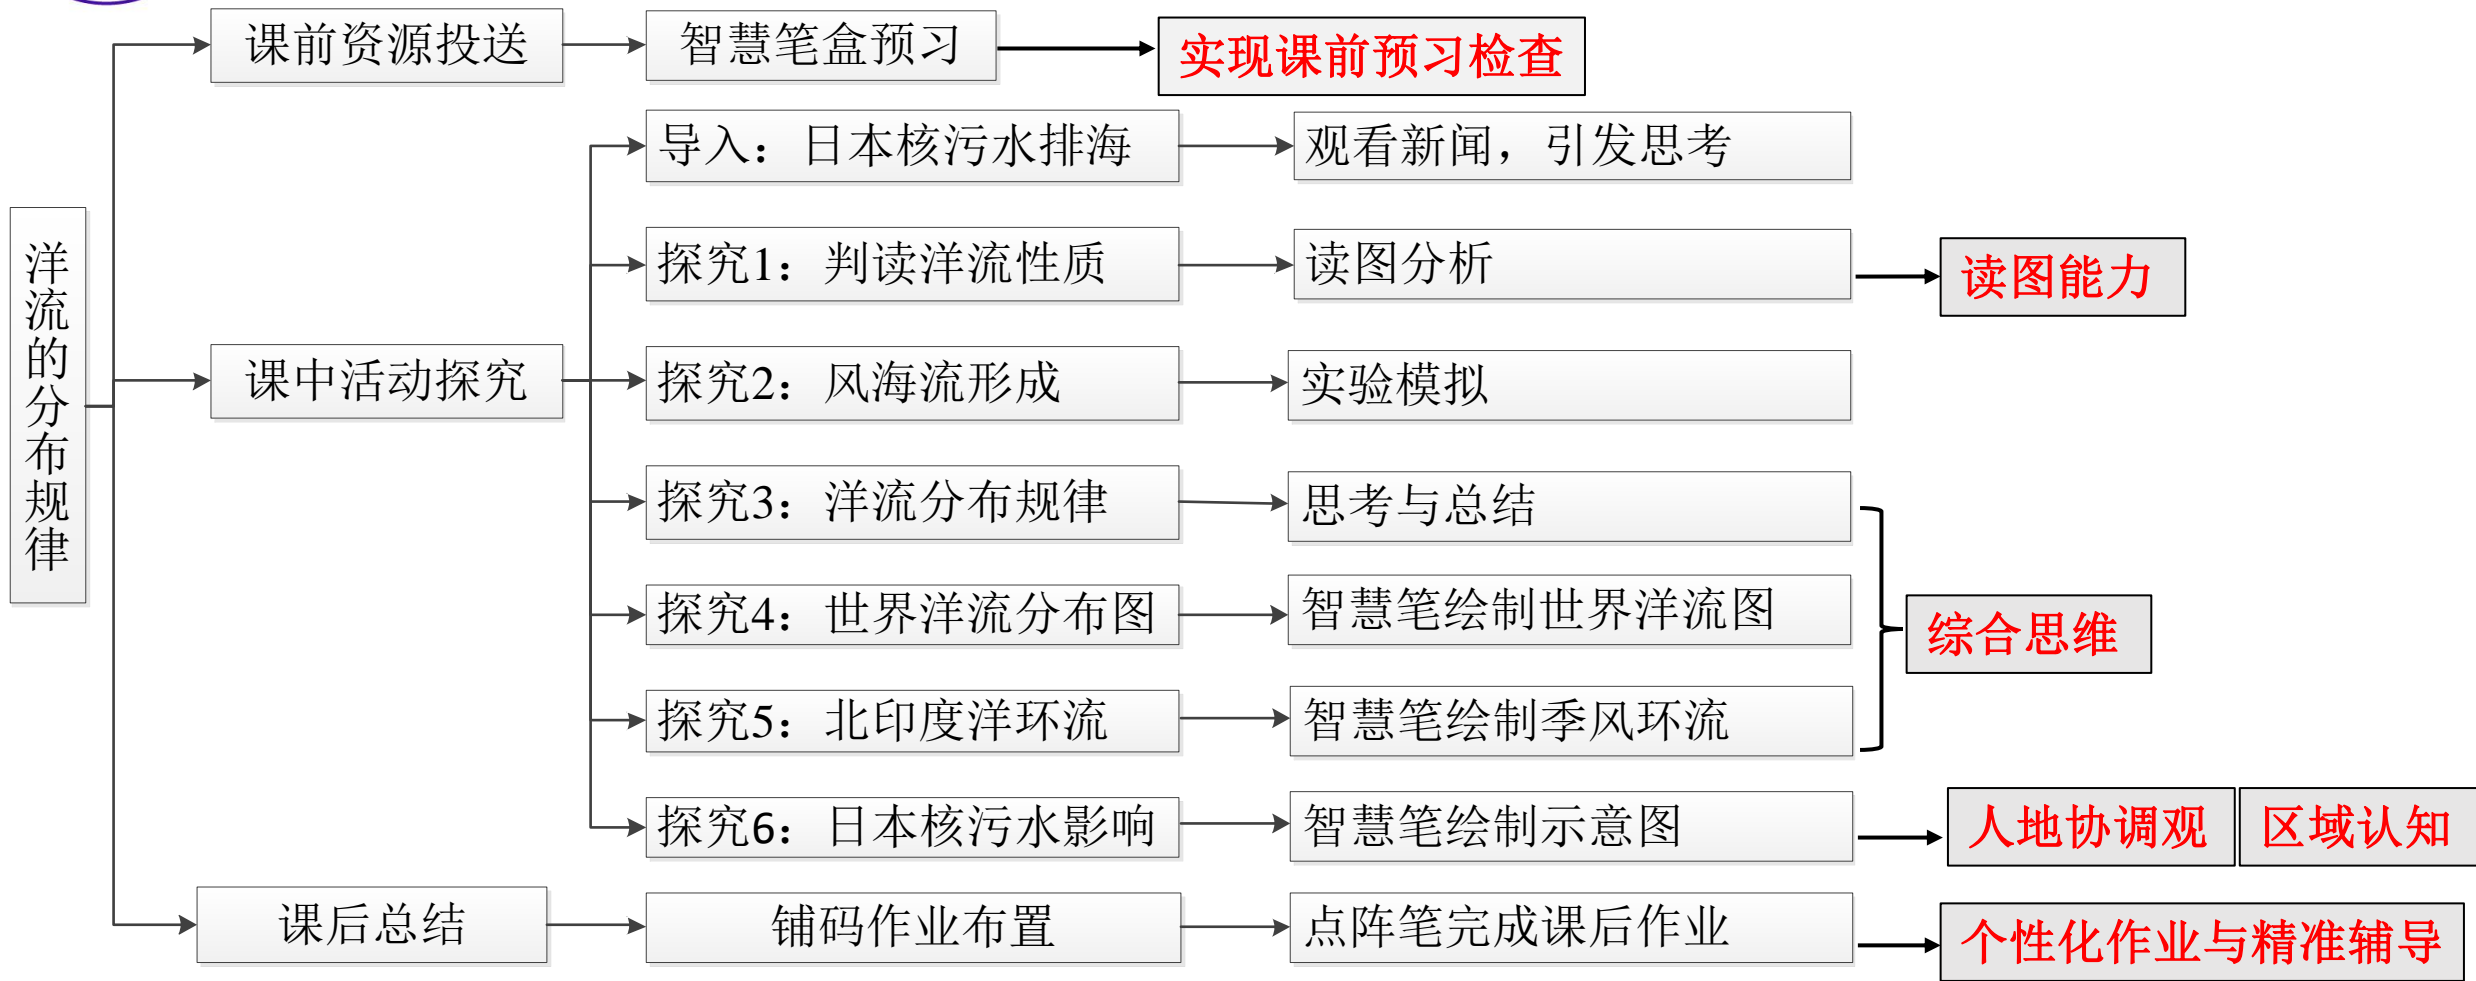 洋流的分布规律
课前资源投送
智慧笔盒预习
实现课前预习检查
课中活动探究
导入：日本核污水排海
观看新闻，引发思考
探究1：判读洋流性质
读图分析
读图能力
探究2：风海流形成
实验模拟
探究3：洋流分布规律
思考与总结
探究4：世界洋流分布图
智慧笔绘制世界洋流图
探究5：北印度洋环流
智慧笔绘制季风环流
综合思维
探究6：日本核污水影响
智慧笔绘制示意图
人地协调观
区域认知
课后总结
铺码作业布置
点阵笔完成课后作业
个性化作业与精准辅导